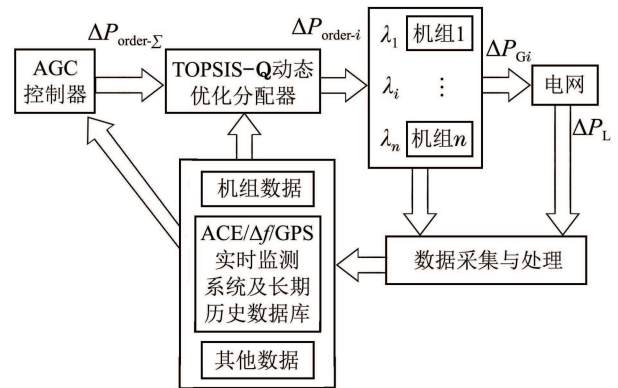 ΔP_order-Σ
ΔP_order-i
AGC
控制器
TOPSIS-Q动态
优化分配器
λ_1 机组1
λ_i ⋮
λ_n 机组n
ΔP_Gi
电网
ΔP_L
机组数据
ACE/Δf/GPS
实时监测
系统及长期
历史数据库
其他数据
数据采集与处理